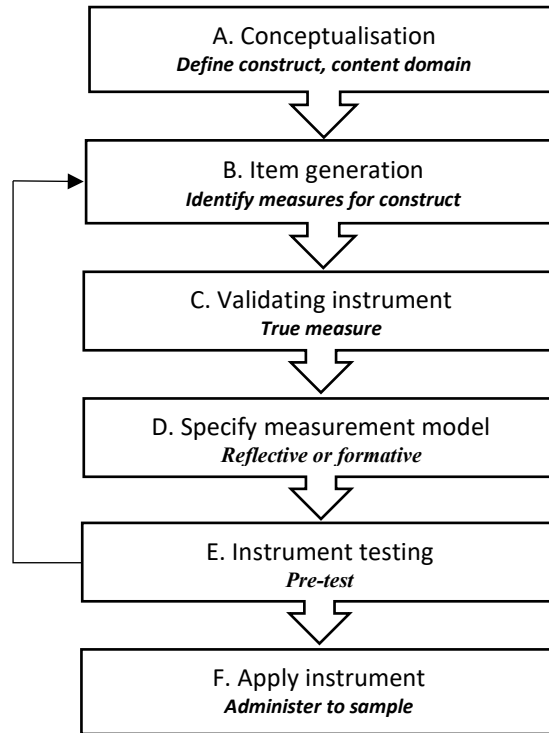 A. Conceptualisation
Define construct, content domain
B. Item generation
Identify measures for construct
C. Validating instrument
True measure
D. Specify measurement model
Reflective or formative
E. Instrument testing
Pre-test
F. Apply instrument
Administer to sample